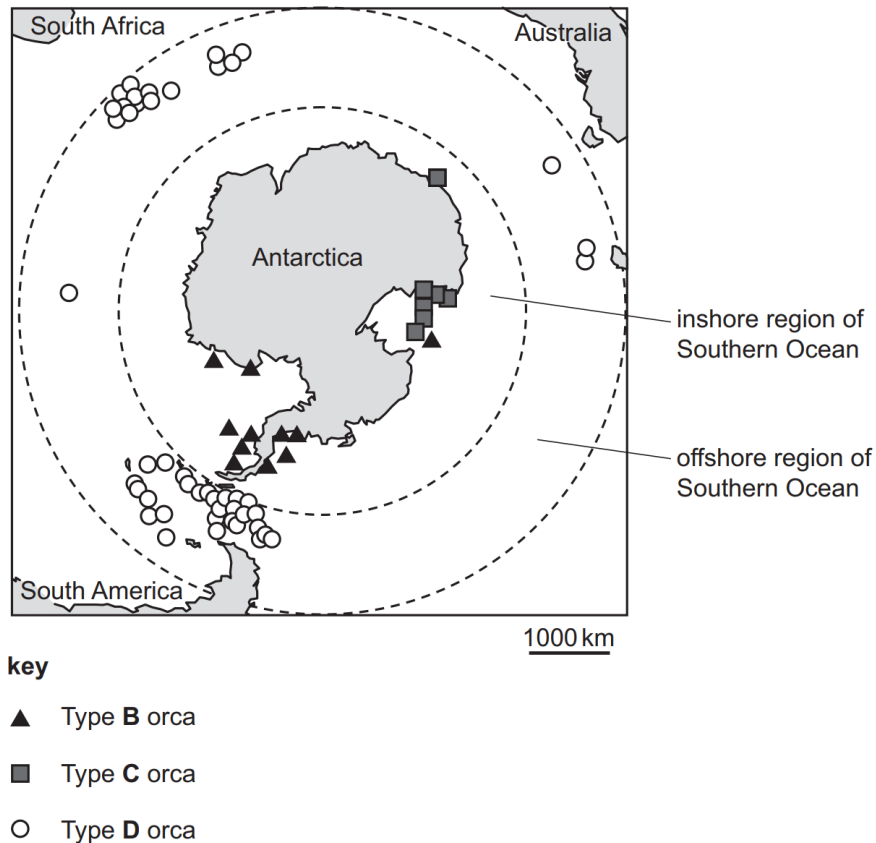 South Africa
Australia
Antarctica
inshore region of
Southern Ocean
offshore region of
Southern Ocean
South America
1000 km
key
Type B orca
Type C orca
Type D orca